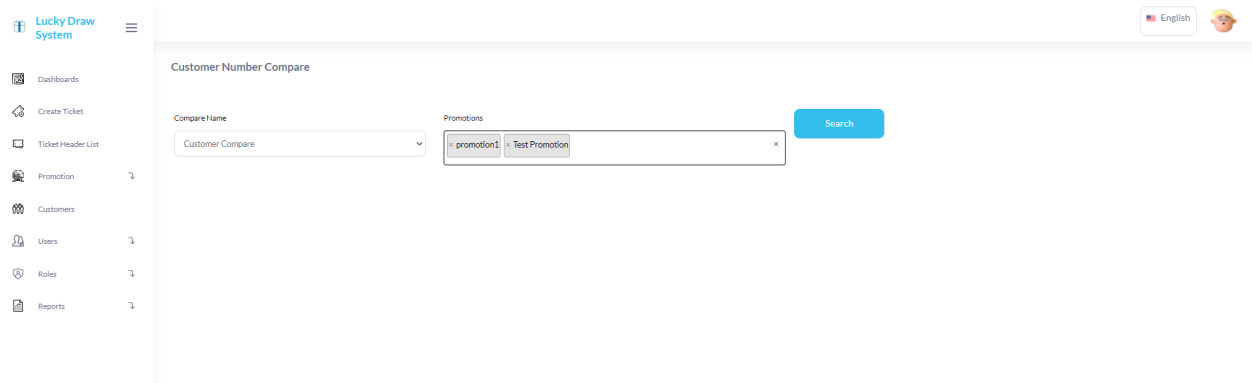 Lucky Draw
System
English
Dashboards
Create Ticket
Ticket Header List
Promotion
Customers
Users
Roles
Reports
Customer Number Compare
Compare Name
Customer Compare
Promotions
× promotion1 × Test Promotion ×
Search